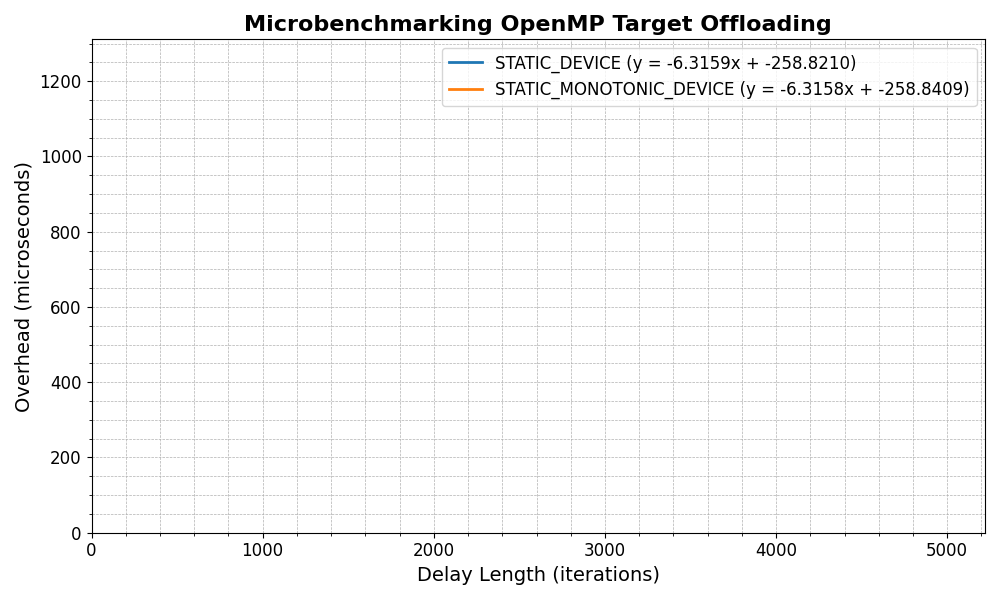 Microbenchmarking OpenMP Target Offloading
STATIC_DEVICE (y = -6.3159x + -258.8210)
STATIC_MONOTONIC_DEVICE (y = -6.3158x + -258.8409)
Overhead (microseconds)
1200
1000
800
600
400
200
0
0 1000 2000 3000 4000 5000
Delay Length (iterations)